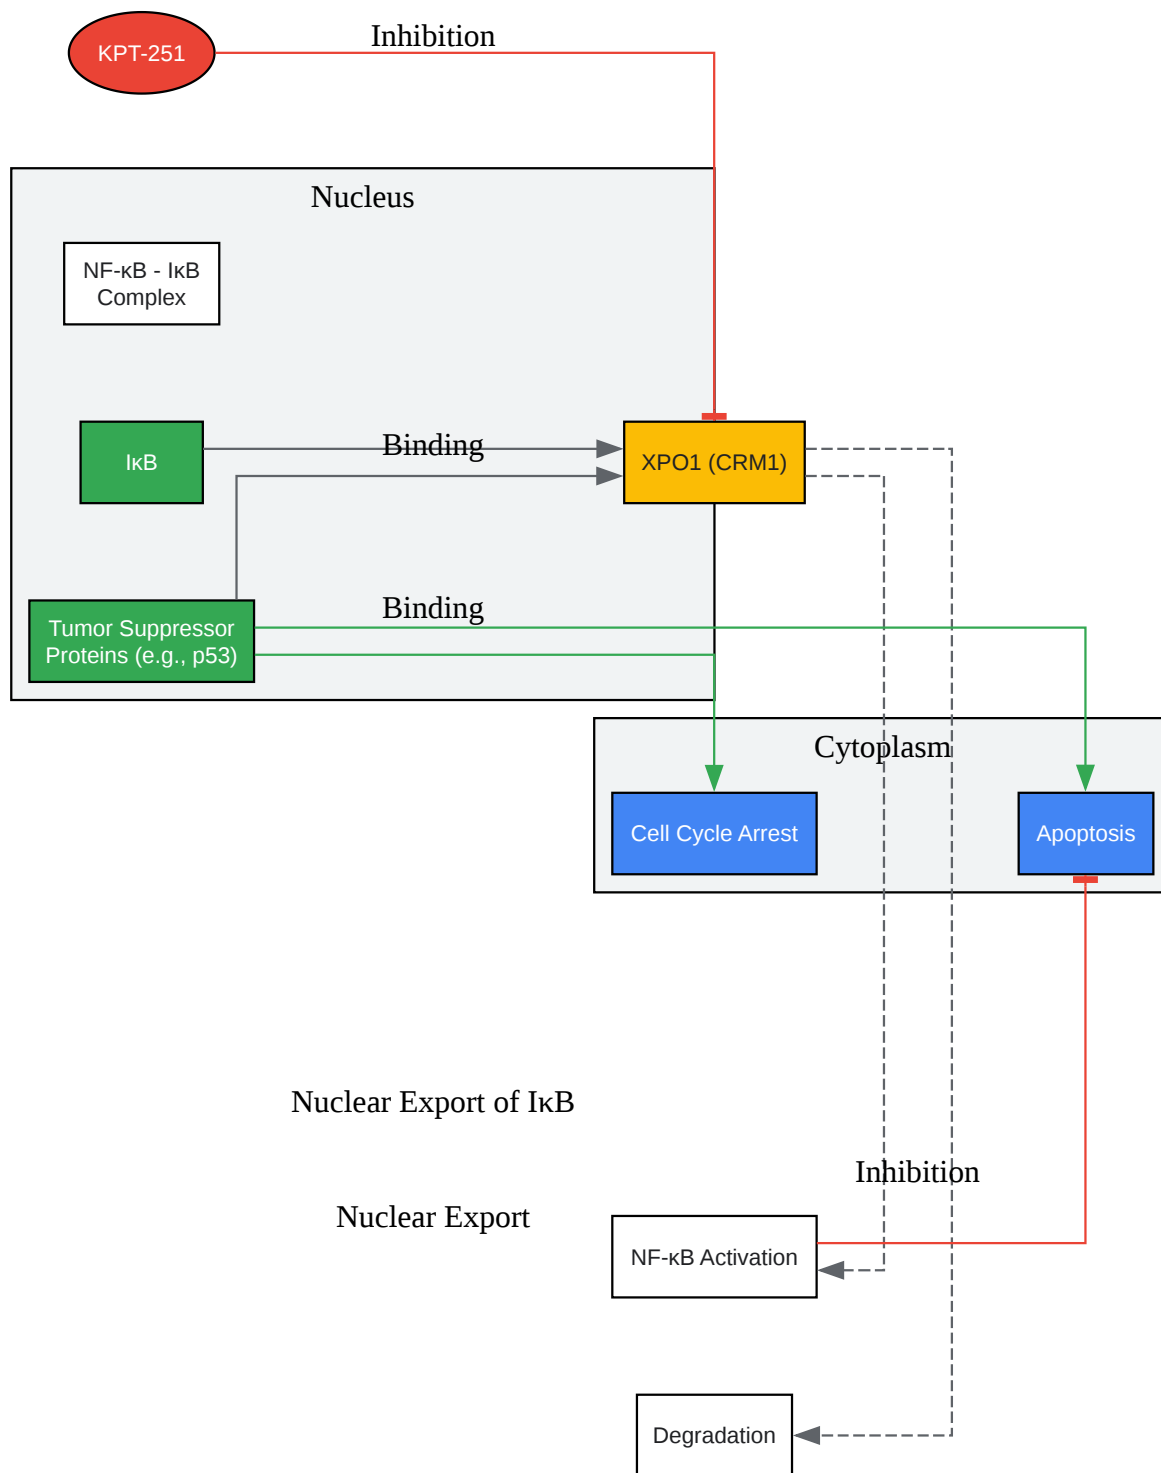 Inhibition
KPT-251
Nucleus
NF-κB - IκB
Complex
Binding
IκB
XPO1 (CRM1)
Binding
Tumor Suppressor
Proteins (e.g., p53)
Cytoplasm
Cell Cycle Arrest
Apoptosis
Nuclear Export of IκB
Inhibition
Nuclear Export
NF-κB Activation
Degradation